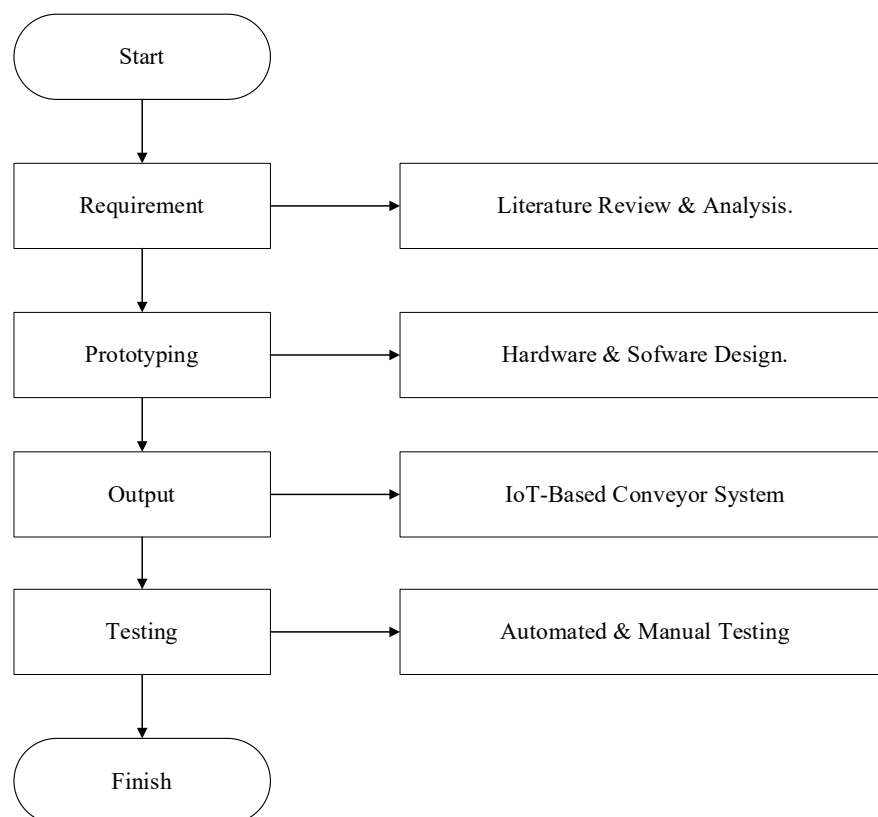 Start
Requirement
Literature Review & Analysis.
Prototyping
Hardware & Sofware Design.
Output
IoT-Based Conveyor System
Testing
Automated & Manual Testing
Finish